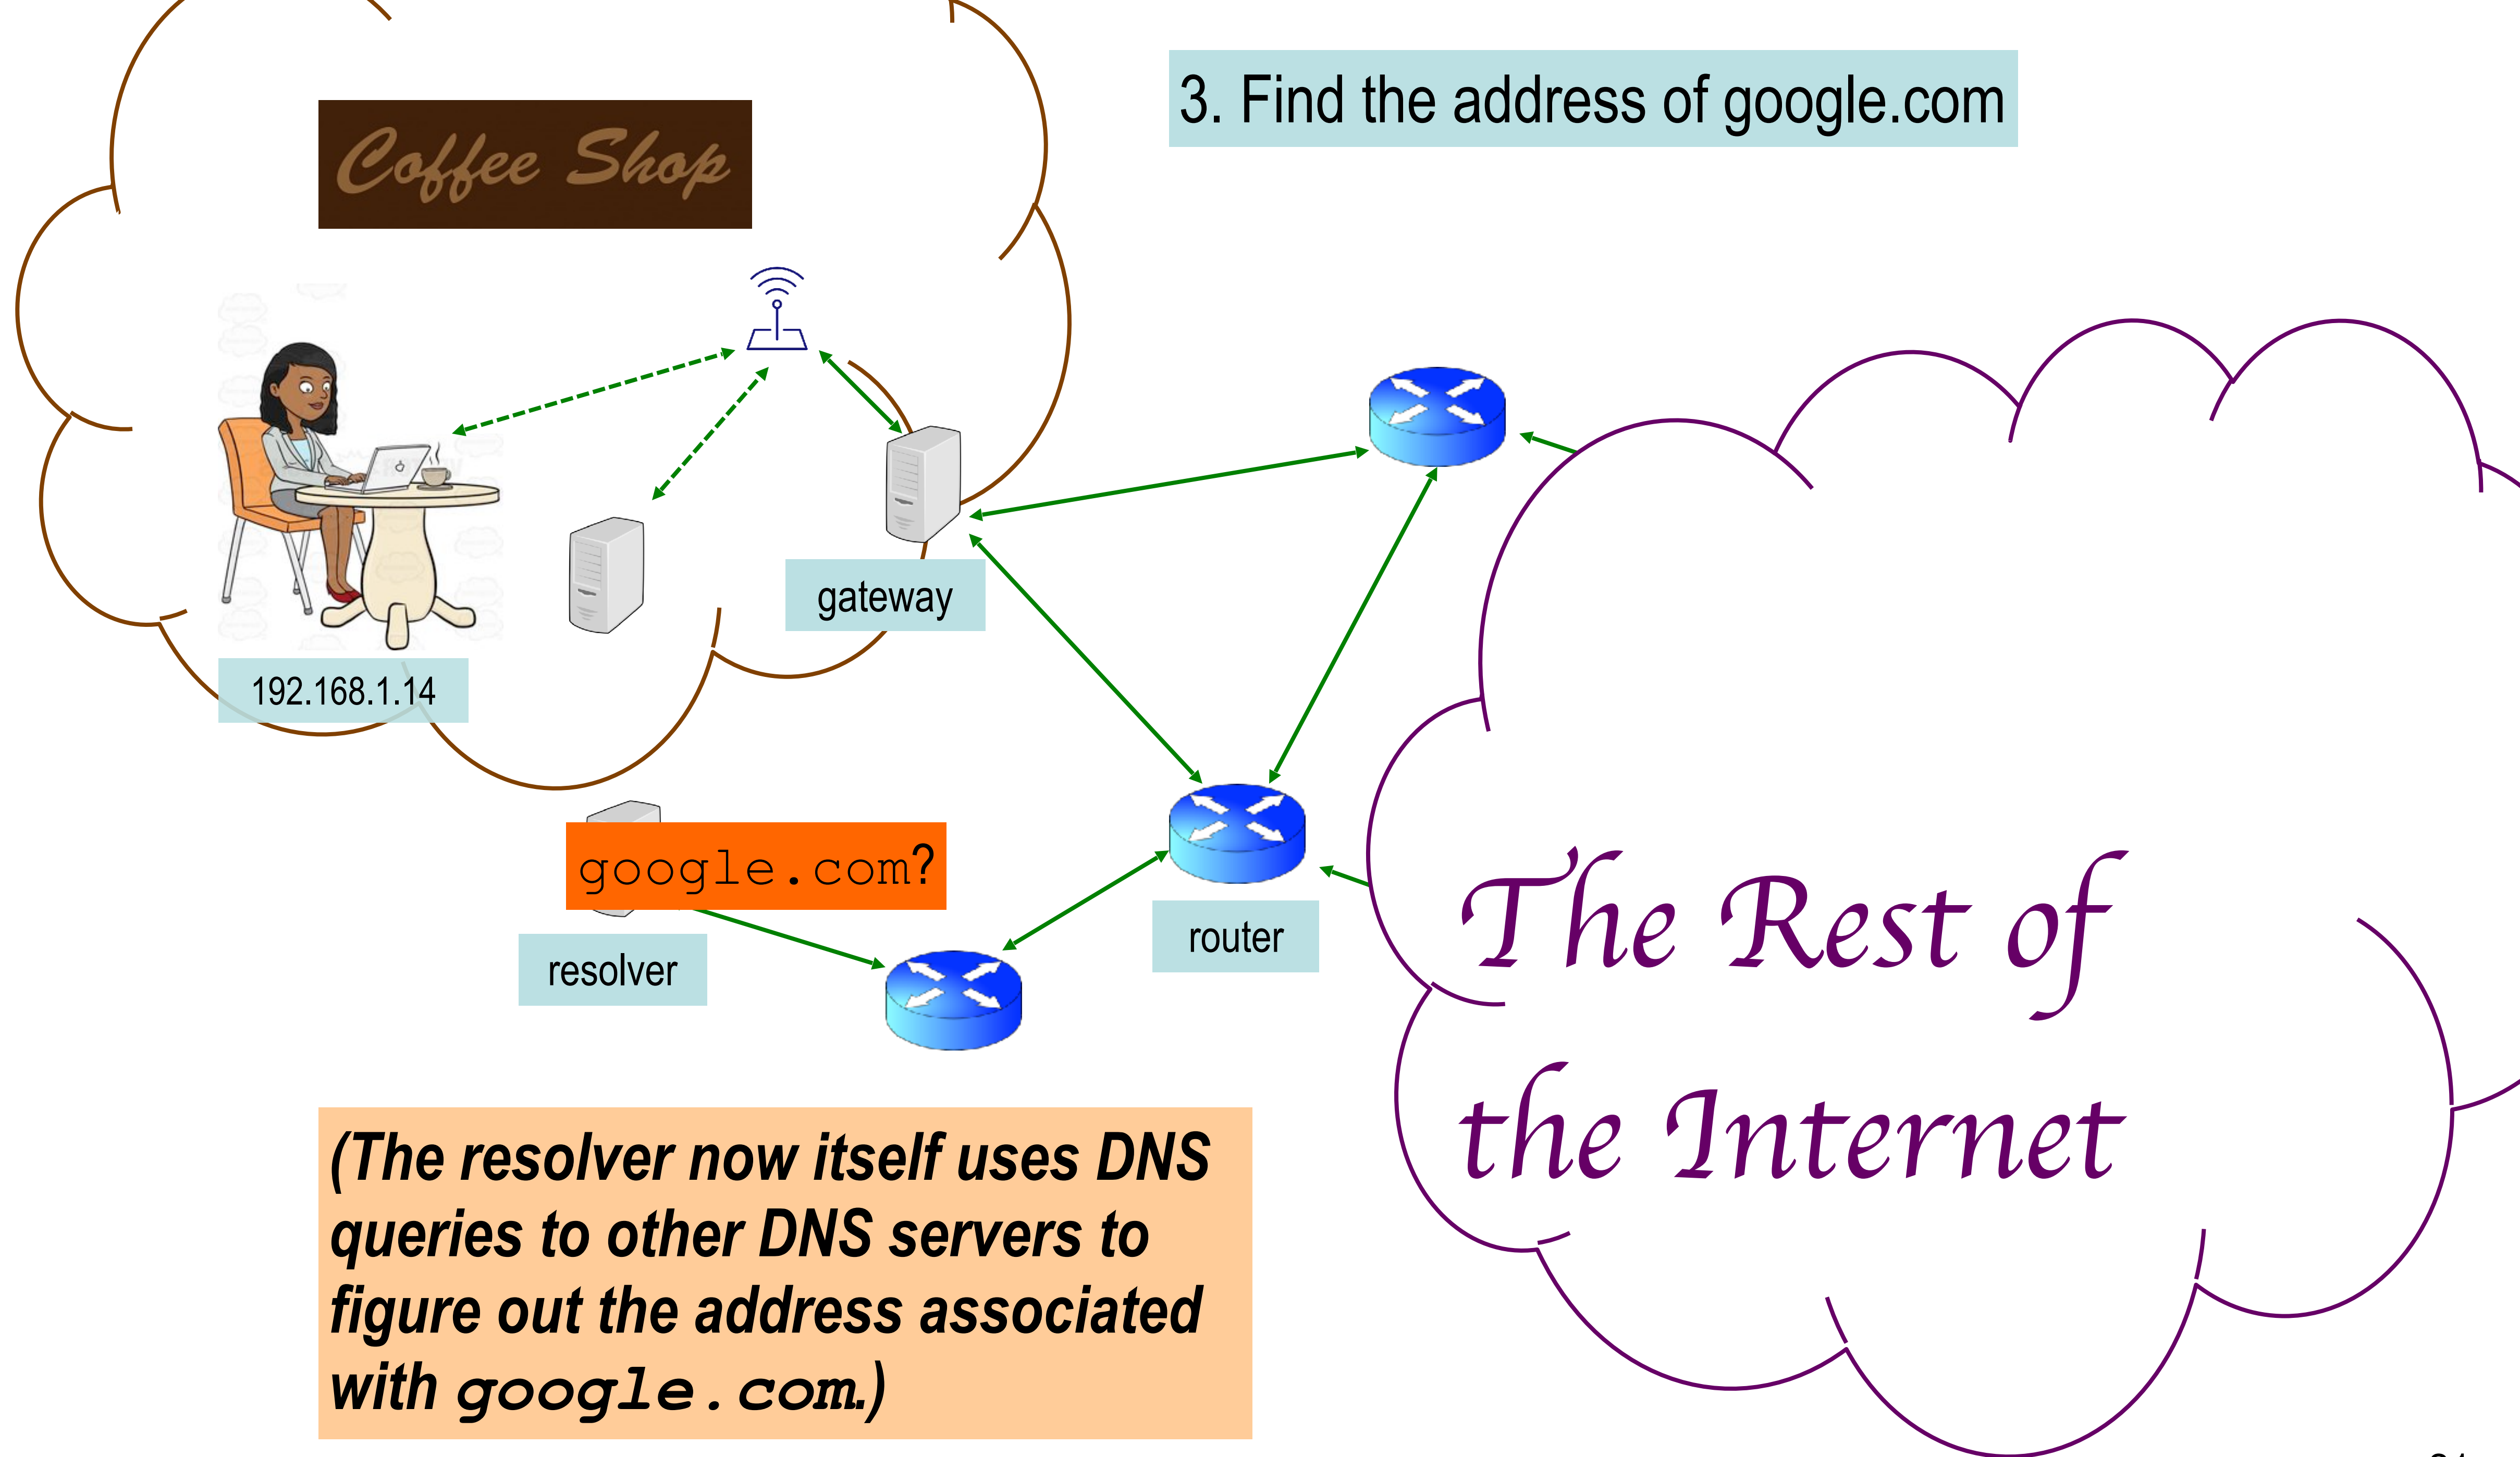 3. Find the address of google.com
Coffee Shop
gateway
192.168.1.14
google.com?
resolver
router
The Rest of
the Internet
(The resolver now itself uses DNS
queries to other DNS servers to
figure out the address associated
with google.com.)